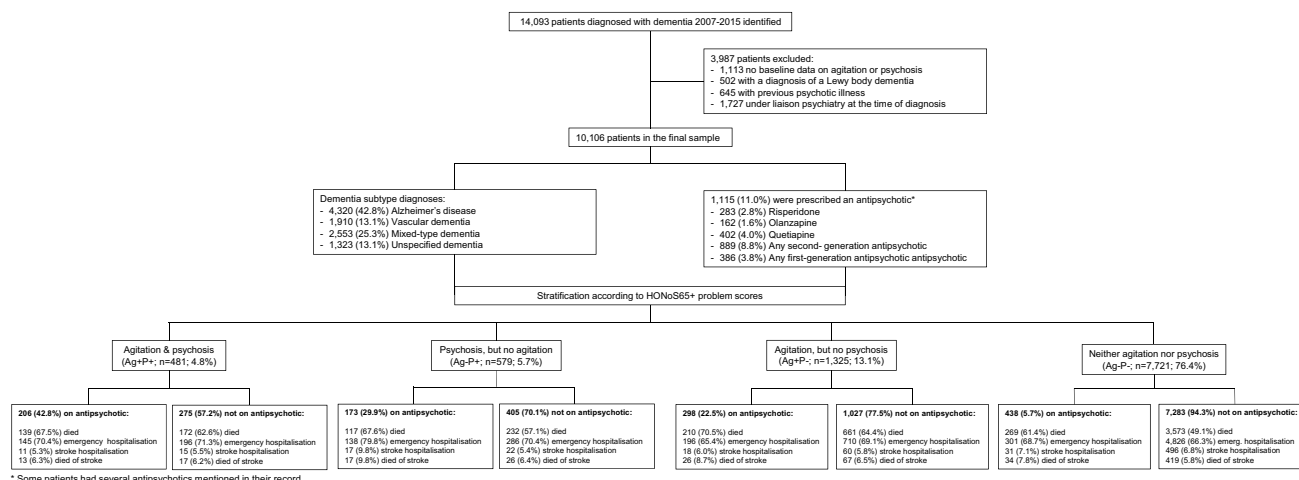 14,093 patients diagnosed with dementia 2007-2015 identified
3,987 patients excluded:
- 1,113 no baseline data on agitation or psychosis
- 502 with a diagnosis of a Lewy body dementia
- 645 with previous psychotic illness
- 1,727 under liaison psychiatry at the time of diagnosis
10,106 patients in the final sample
Dementia subtype diagnoses:
- 4,320 (42.8%) Alzheimer's disease
- 1,910 (13.1%) Vascular dementia
- 2,553 (25.3%) Mixed-type dementia
- 1,323 (13.1%) Unspecified dementia
1,115 (11.0%) were prescribed an antipsychotic*
- 283 (2.8%) Risperidone
- 162 (1.6%) Olanzapine
- 402 (4.0%) Quetiapine
- 889 (8.8%) Any second- generation antipsychotic
- 386 (3.8%) Any first-generation antipsychotic antipsychotic
Stratification according to HONoS65+ problem scores
Agitation & psychosis
(Ag+P+; n=481; 4.8%)
Psychosis, but no agitation
(Ag-P+; n=579; 5.7%)
Agitation, but no psychosis
(Ag+P-; n=1,325; 13.1%)
Neither agitation nor psychosis
(Ag-P-; n=7,721; 76.4%)
206 (42.8%) on antipsychotic:
139 (67.5%) died
145 (70.4%) emergency hospitalisation
11 (5.3%) stroke hospitalisation
13 (6.3%) died of stroke
275 (57.2%) not on antipsychotic:
172 (62.6%) died
196 (71.3%) emergency hospitalisation
15 (5.5%) stroke hospitalisation
17 (6.2%) died of stroke
173 (29.9%) on antipsychotic:
117 (67.6%) died
138 (79.8%) emergency hospitalisation
17 (9.8%) stroke hospitalisation
17 (9.8%) died of stroke
405 (70.1%) not on antipsychotic:
232 (57.1%) died
286 (70.4%) emergency hospitalisation
22 (5.4%) stroke hospitalisation
26 (6.4%) died of stroke
298 (22.5%) on antipsychotic:
210 (70.5%) died
196 (65.4%) emergency hospitalisation
18 (6.0%) stroke hospitalisation
26 (8.7%) died of stroke
1,027 (77.5%) not on antipsychotic:
661 (64.4%) died
710 (69.1%) emergency hospitalisation
60 (5.8%) stroke hospitalisation
67 (6.5%) died of stroke
438 (5.7%) on antipsychotic:
269 (61.4%) died
301 (68.7%) emergency hospitalisation
31 (7.1%) stroke hospitalisation
34 (7.8%) died of stroke
7,283 (94.3%) not on antipsychotic:
3,573 (49.1%) died
4,826 (66.3%) emerg. hospitalisation
496 (6.8%) stroke hospitalisation
419 (5.8%) died of stroke
* Some patients had several antipsychotics mentioned in their record